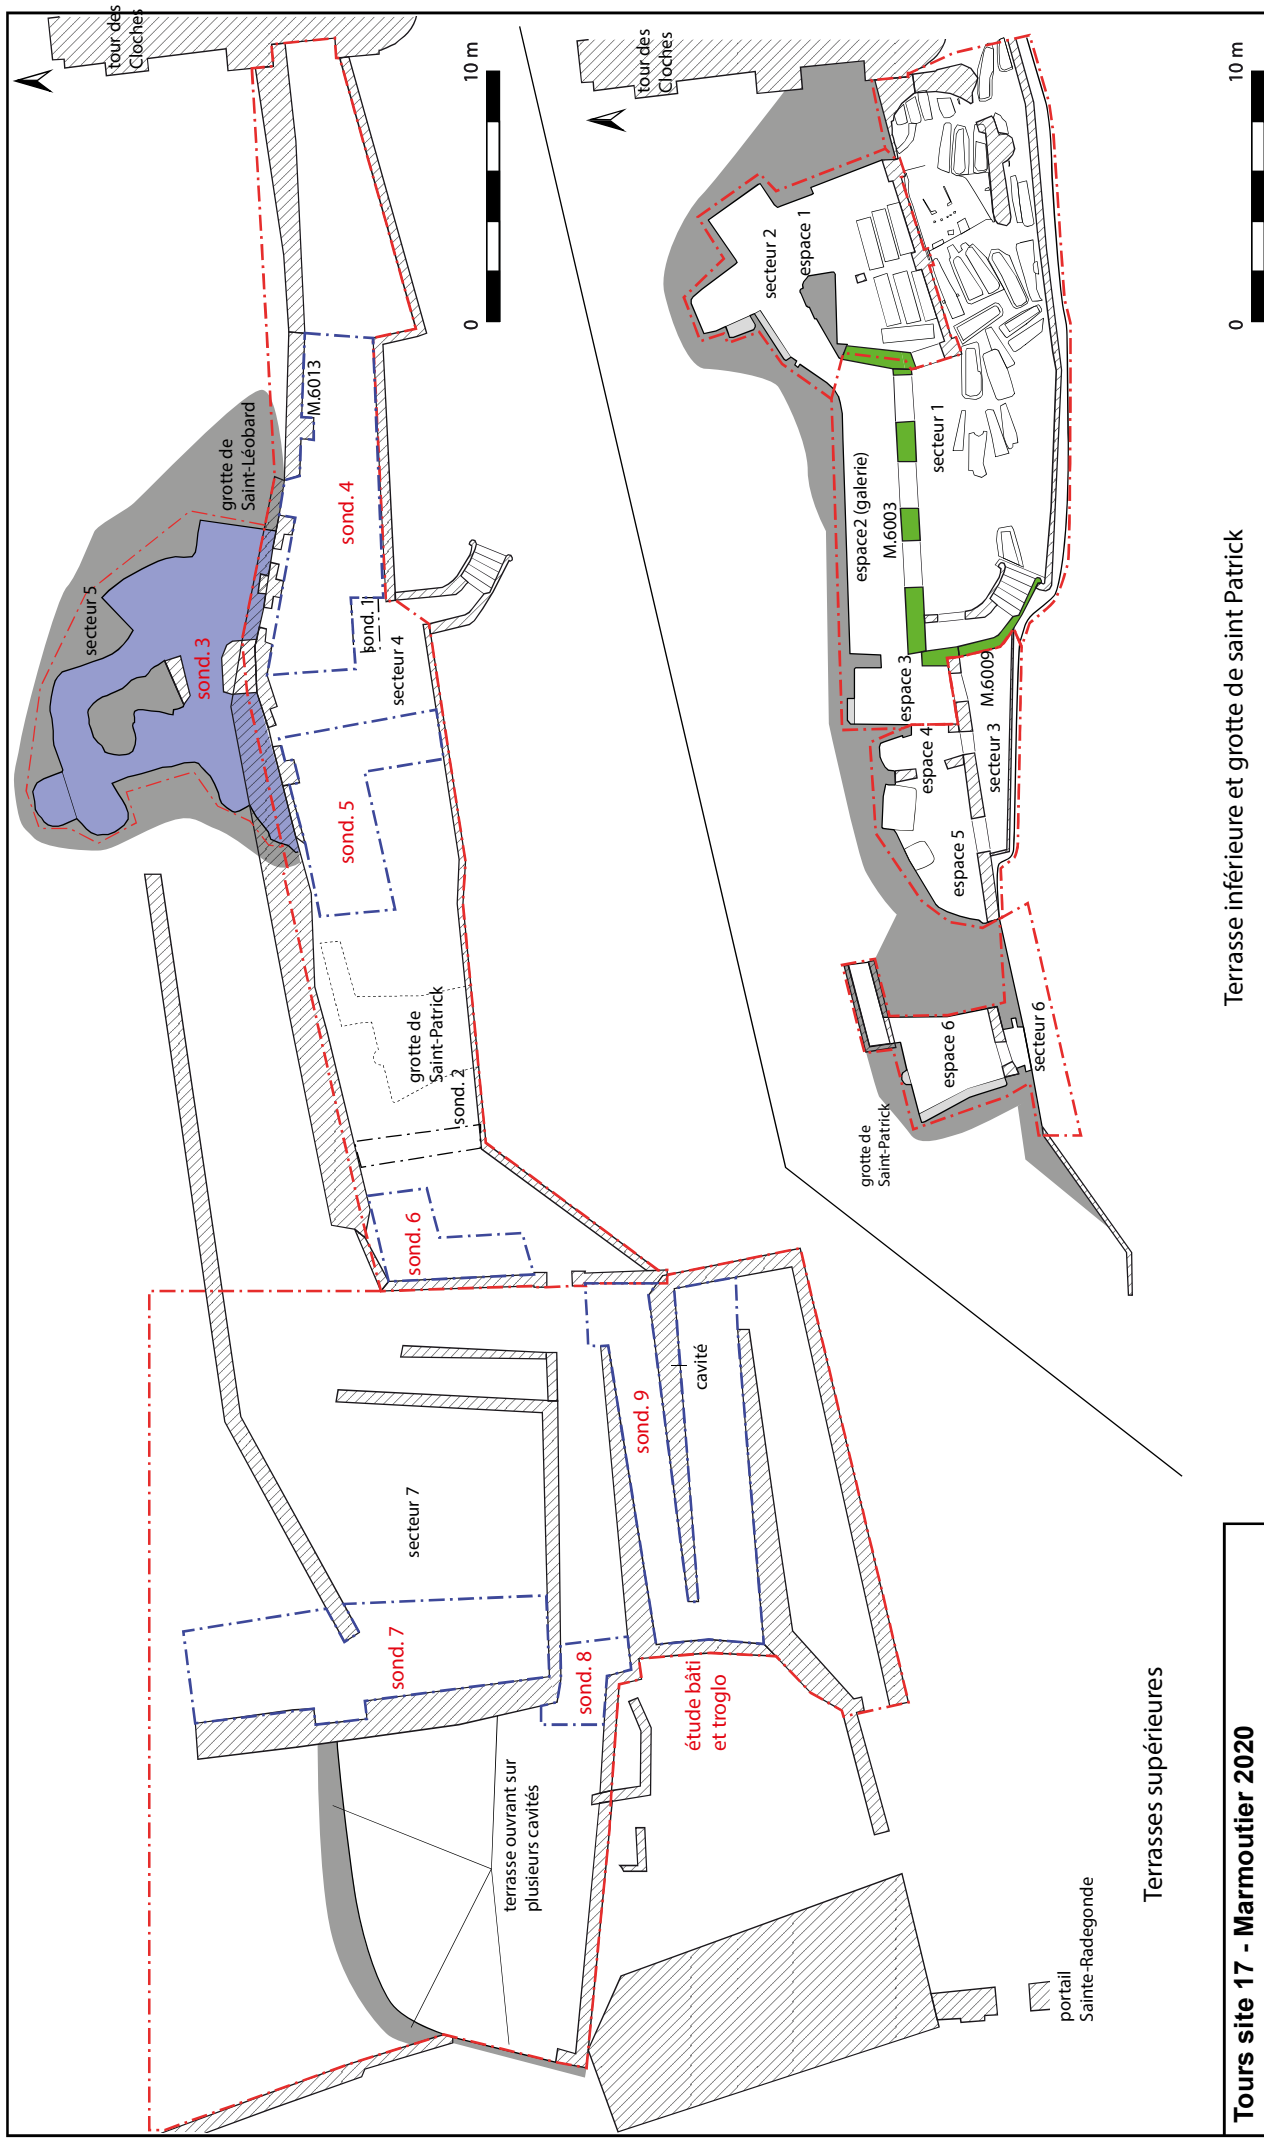 tour des
Cloches
10 m
0
M.6013
grotte de
Saint-Léobard
secteur 5
sond. 3
sond. 4
sond. 1
secteur 4
sond. 5
grotte de
Saint-Patrick
sond. 2
sond. 6
secteur 7
sond. 7
sond. 8
sond. 9
cavité
étude bâti
et troglo
terrasse ouvrant sur
plusieurs cavités
portail
Sainte-Radegonde
Terrasses supérieures
tour des
Cloches
10 m
0
secteur 2
espace 1
secteur 1
espace2 (galerie)
M.6003
espace 3
M.6009
espace 4
secteur 3
espace 5
espace 6
secteur 6
grotte de
Saint-Patrick
Terrasse inférieure et grotte de saint Patrick
Tours site 17 - Marmoutier 2020